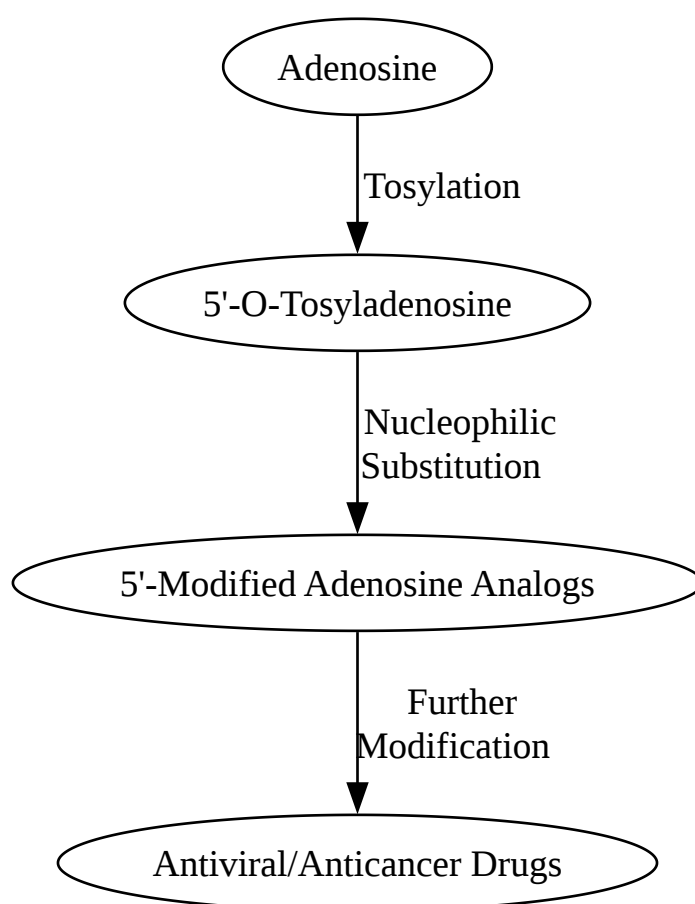 Adenosine
Tosylation
5'-O-Tosyladenosine
Nucleophilic
Substitution
5'-Modified Adenosine Analogs
Further
Modification
Antiviral/Anticancer Drugs